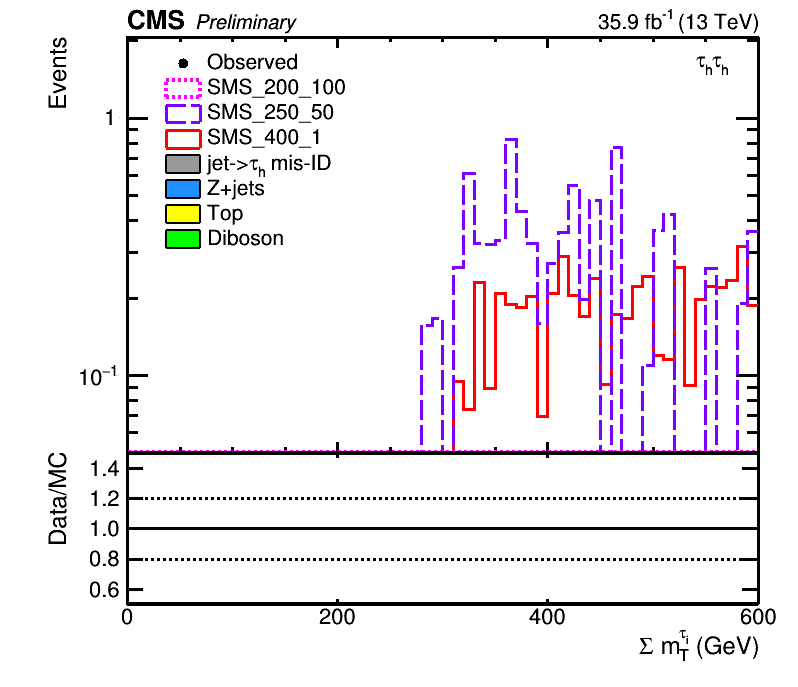 CMS Preliminary 35.9 fb⁻¹ (13 TeV)
Events
τₕτₕ
Observed
SMS_200_100
SMS_250_50
SMS_400_1
jet->τₕ mis-ID
Z+jets
Top
Diboson
1
10⁻¹
Data/MC
1.4
1.2
1.0
0.8
0.6
0 200 400 600
Σ m_T^{τ_i} (GeV)